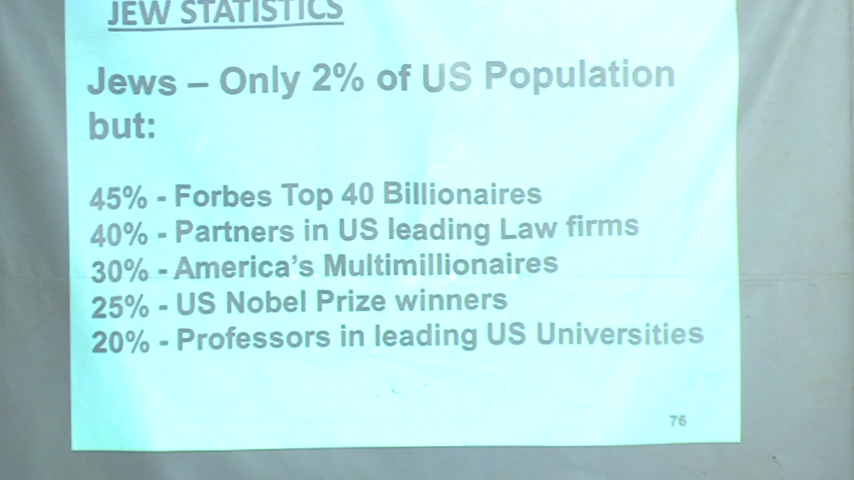 JEW STATISTICS
Jews – Only 2% of US Population
but:
45% - Forbes Top 40 Billionaires
40% - Partners in US leading Law firms
30% - America's Multimillionaires
25% - US Nobel Prize winners
20% - Professors in leading US Universities
76